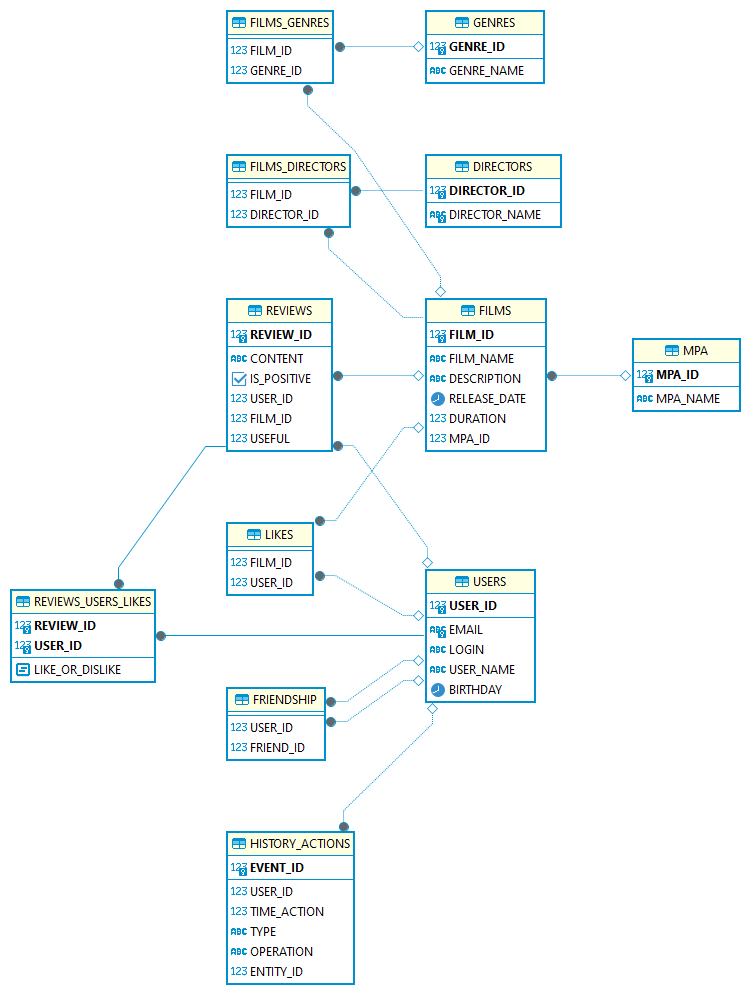 FILMS_GENRES
123 FILM_ID
123 GENRE_ID
GENRES
123 GENRE_ID
ABC GENRE_NAME
FILMS_DIRECTORS
123 FILM_ID
123 DIRECTOR_ID
DIRECTORS
123 DIRECTOR_ID
ABC DIRECTOR_NAME
REVIEWS
123 REVIEW_ID
ABC CONTENT
IS_POSITIVE
123 USER_ID
123 FILM_ID
123 USEFUL
FILMS
123 FILM_ID
ABC FILM_NAME
ABC DESCRIPTION
RELEASE_DATE
123 DURATION
123 MPA_ID
MPA
123 MPA_ID
ABC MPA_NAME
LIKES
123 FILM_ID
123 USER_ID
REVIEWS_USERS_LIKES
123 REVIEW_ID
123 USER_ID
LIKE_OR_DISLIKE
USERS
123 USER_ID
ABC EMAIL
ABC LOGIN
ABC USER_NAME
BIRTHDAY
FRIENDSHIP
123 USER_ID
123 FRIEND_ID
HISTORY_ACTIONS
123 EVENT_ID
123 USER_ID
123 TIME_ACTION
ABC TYPE
ABC OPERATION
123 ENTITY_ID